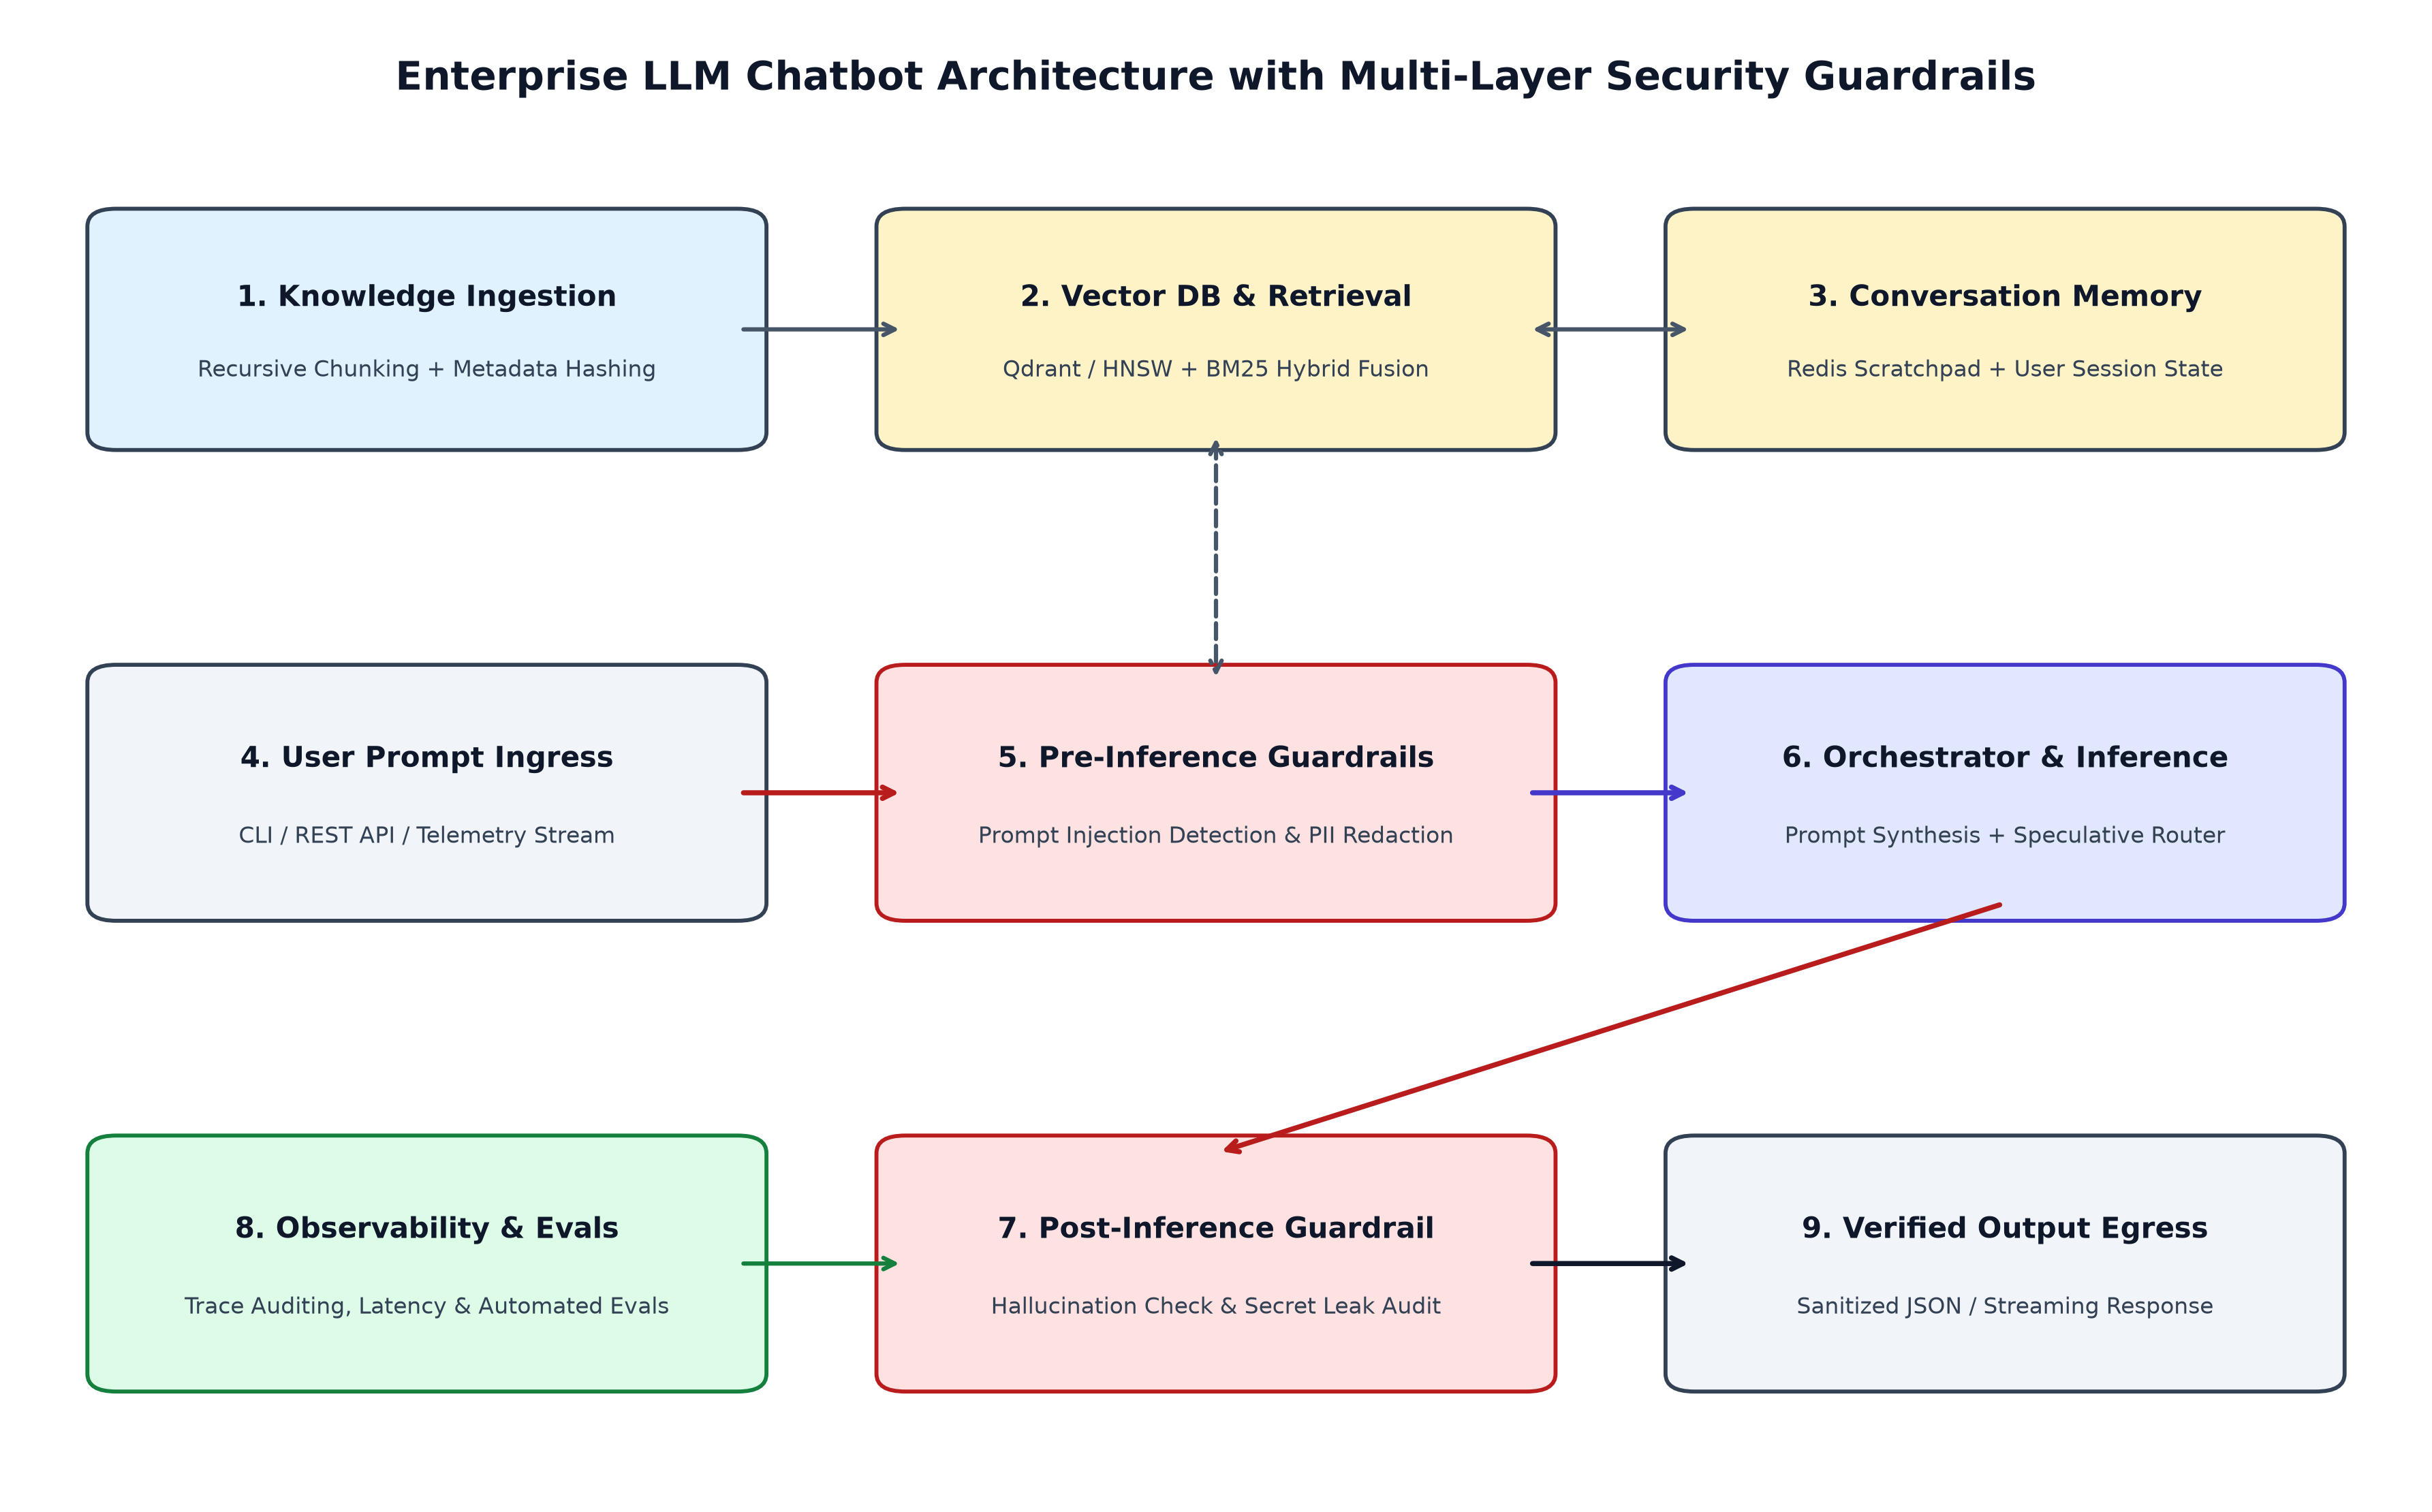 Enterprise LLM Chatbot Architecture with Multi-Layer Security Guardrails
1. Knowledge Ingestion
Recursive Chunking + Metadata Hashing
2. Vector DB & Retrieval
Qdrant / HNSW + BM25 Hybrid Fusion
3. Conversation Memory
Redis Scratchpad + User Session State
4. User Prompt Ingress
CLI / REST API / Telemetry Stream
5. Pre-Inference Guardrails
Prompt Injection Detection & PII Redaction
6. Orchestrator & Inference
Prompt Synthesis + Speculative Router
8. Observability & Evals
Trace Auditing, Latency & Automated Evals
7. Post-Inference Guardrail
Hallucination Check & Secret Leak Audit
9. Verified Output Egress
Sanitized JSON / Streaming Response